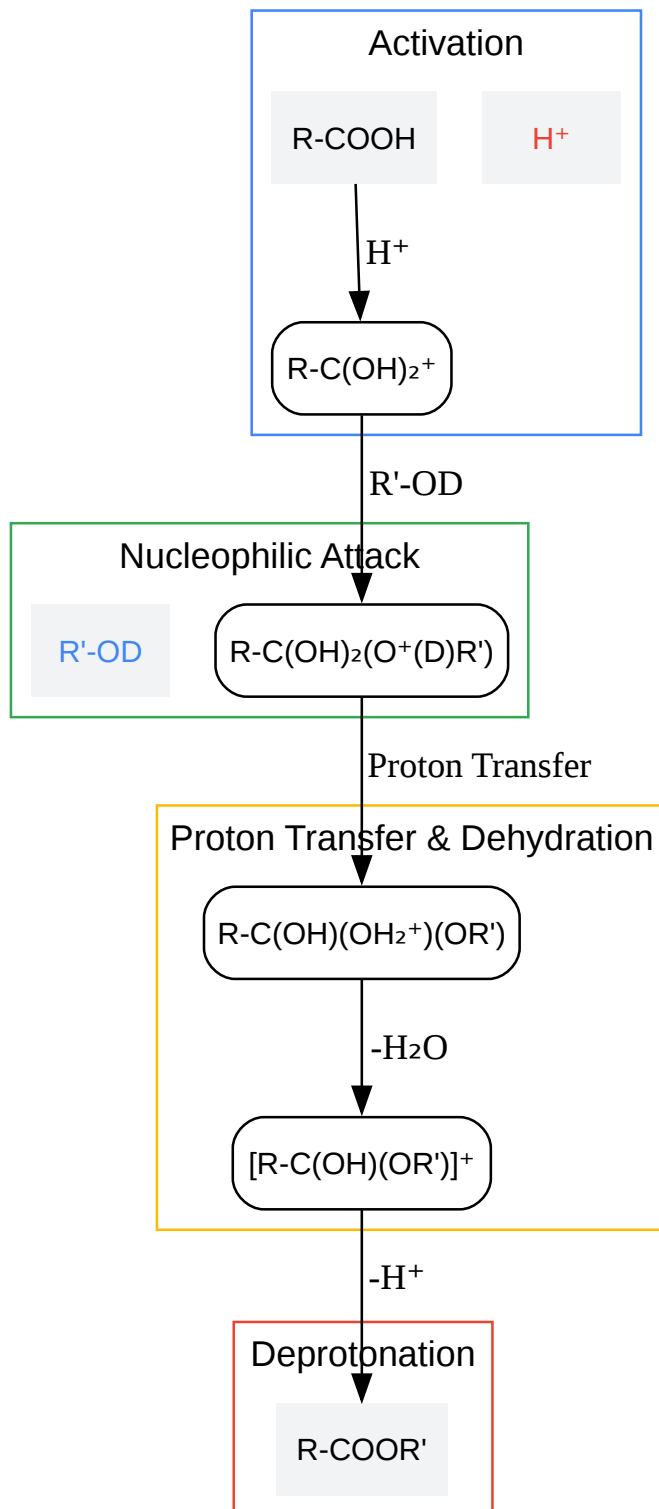 Activation
R-COOH
H⁺
H⁺
R-C(OH)₂⁺
R'-OD
Nucleophilic Attack
R'-OD
R-C(OH)₂(O⁺(D)R')
Proton Transfer
Proton Transfer & Dehydration
R-C(OH)(OH₂⁺)(OR')
-H₂O
[R-C(OH)(OR')]⁺
-H⁺
Deprotonation
R-COOR'